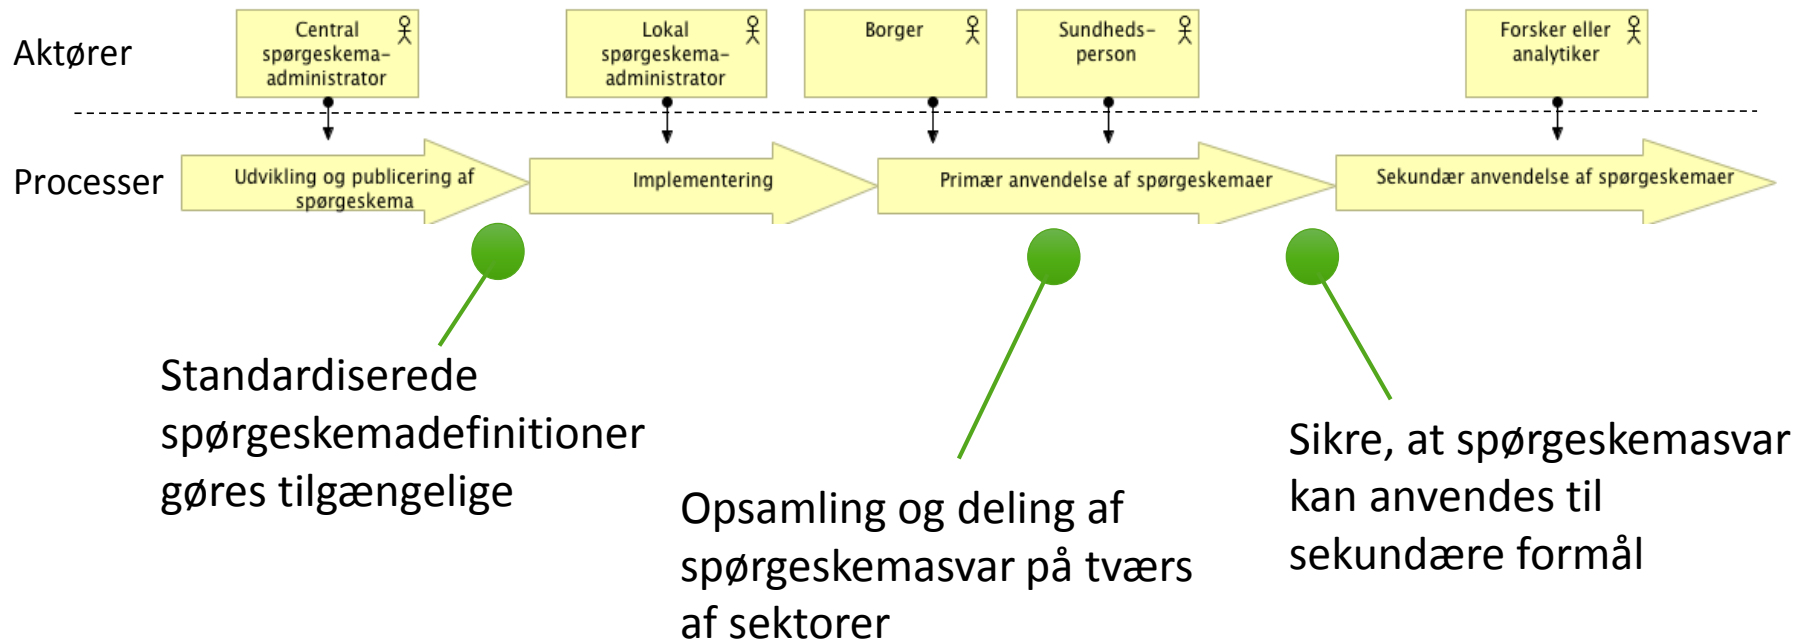 Aktører
Central
spørgeskema-
administrator
Lokal
spørgeskema-
administrator
Borger
Sundheds-
person
Forsker eller
analytiker
Processer
Udvikling og publicering af
spørgeskema
Implementering
Primær anvendelse af spørgeskemaer
Sekundær anvendelse af spørgeskemaer
Standardiserede
spørgeskemadefinitioner
gøres tilgængelige
Opsamling og deling af
spørgeskemasvar på tværs
af sektorer
Sikre, at spørgeskemasvar
kan anvendes til
sekundære formål